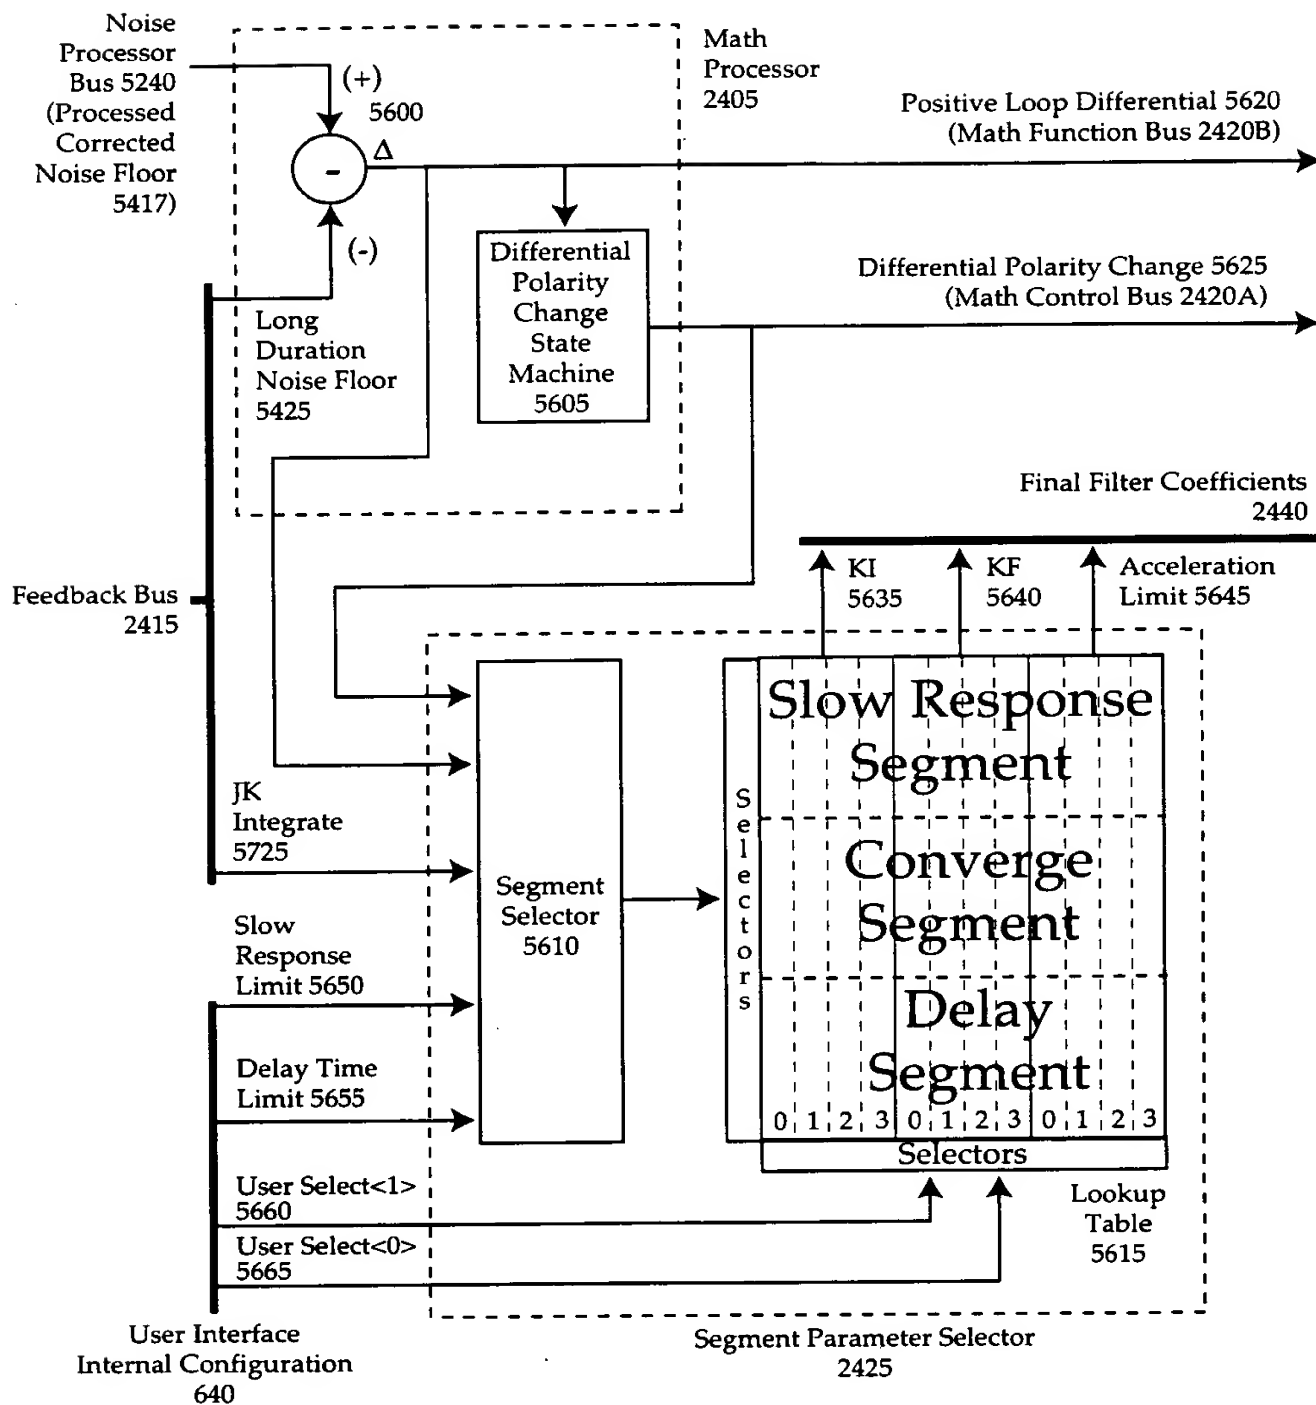 Noise
Processor
Bus 5240
(Processed
Corrected
Noise Floor
5417)
(+)
5600
Δ
-
(-)
Math
Processor
2405
Positive Loop Differential 5620
(Math Function Bus 2420B)
Differential
Polarity
Change
State
Machine
5605
Differential Polarity Change 5625
(Math Control Bus 2420A)
Long
Duration
Noise Floor
5425
Final Filter Coefficients
2440
KI
5635
KF
5640
Acceleration
Limit 5645
Feedback Bus
2415
JK
Integrate
5725
Slow
Response
Limit 5650
Delay Time
Limit 5655
User Select<1>
5660
User Select<0>
5665
Segment
Selector
5610
Selectors
Slow Response
Segment
Converge
Segment
Delay
Segment
0 1 2 3 0 1 2 3 0 1 2 3
Selectors
Lookup
Table
5615
User Interface
Internal Configuration
640
Segment Parameter Selector
2425